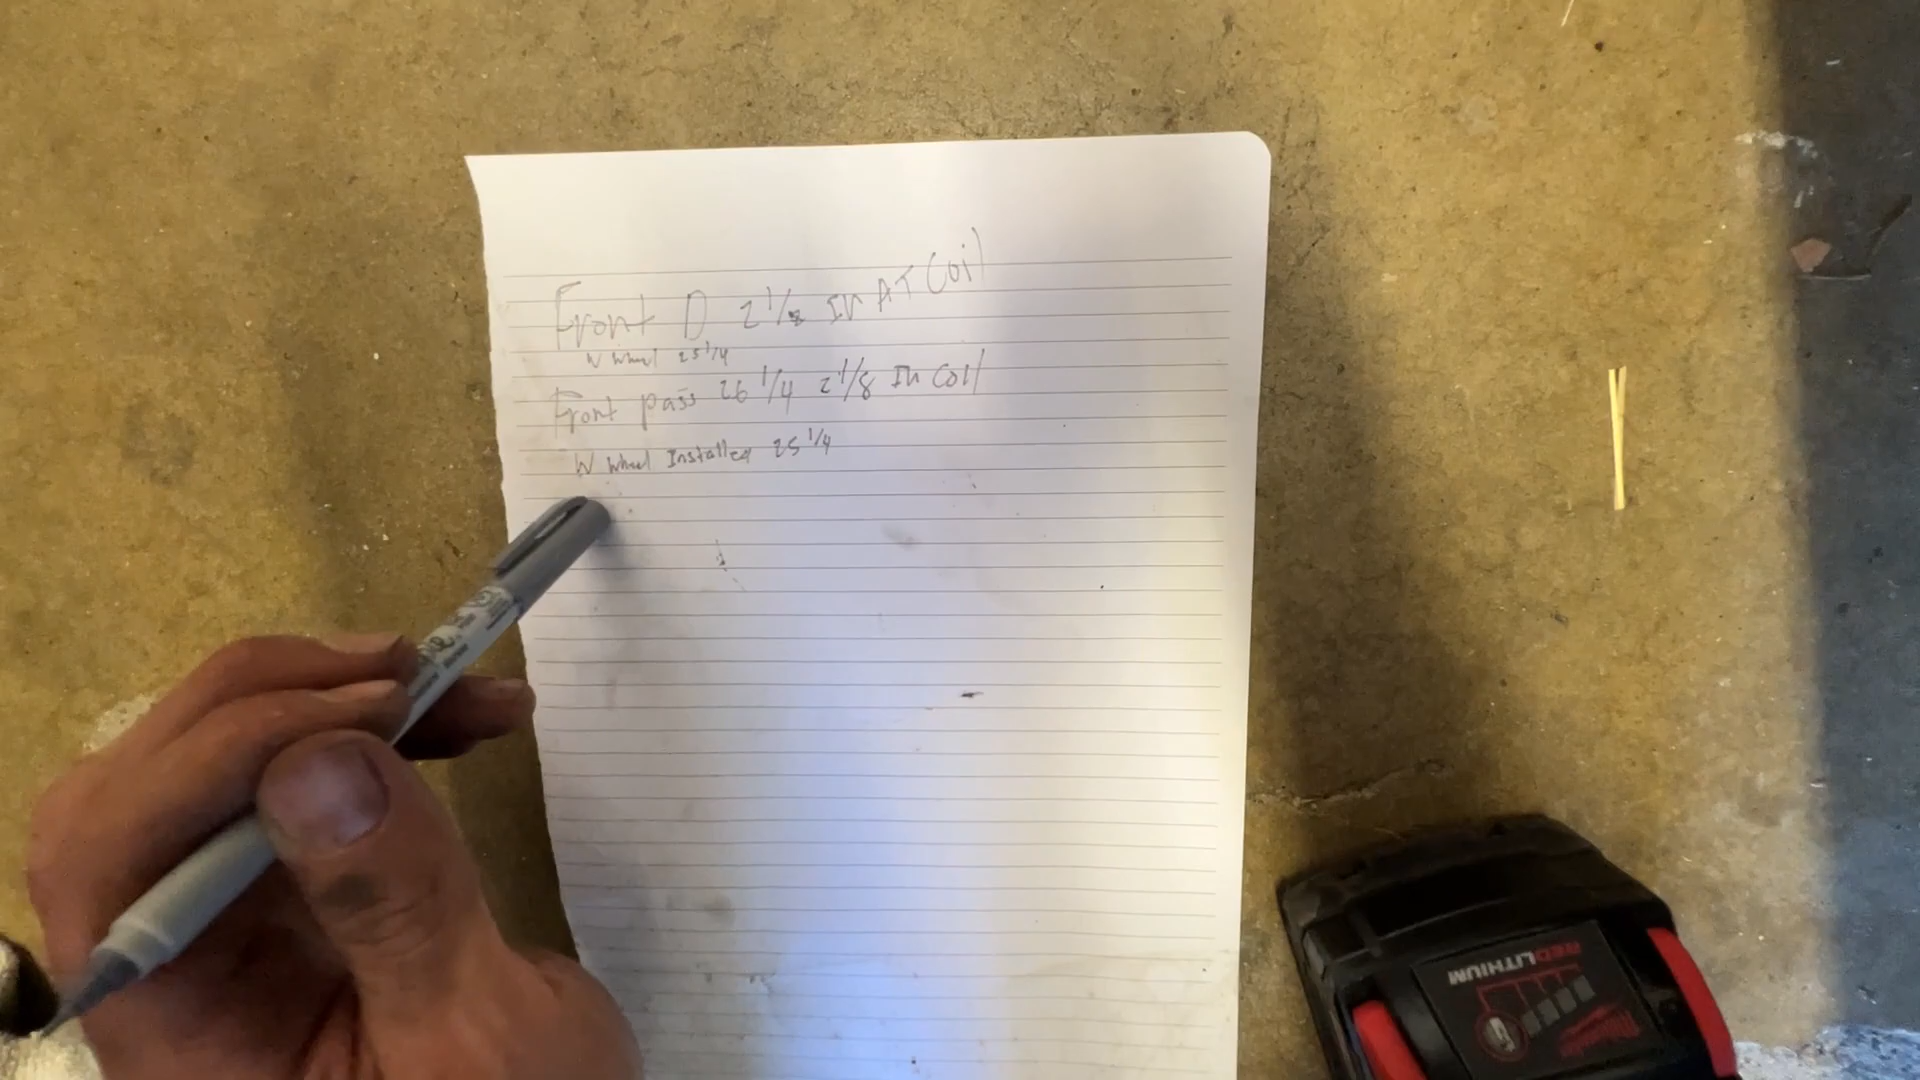 Front D 2 1/8 In AT Coil
W Wheel 25 1/4
Front pass 26 1/4 2 1/8 In Coil
W Wheel Installed 25 1/4
REDLITHIUM
Milwaukee